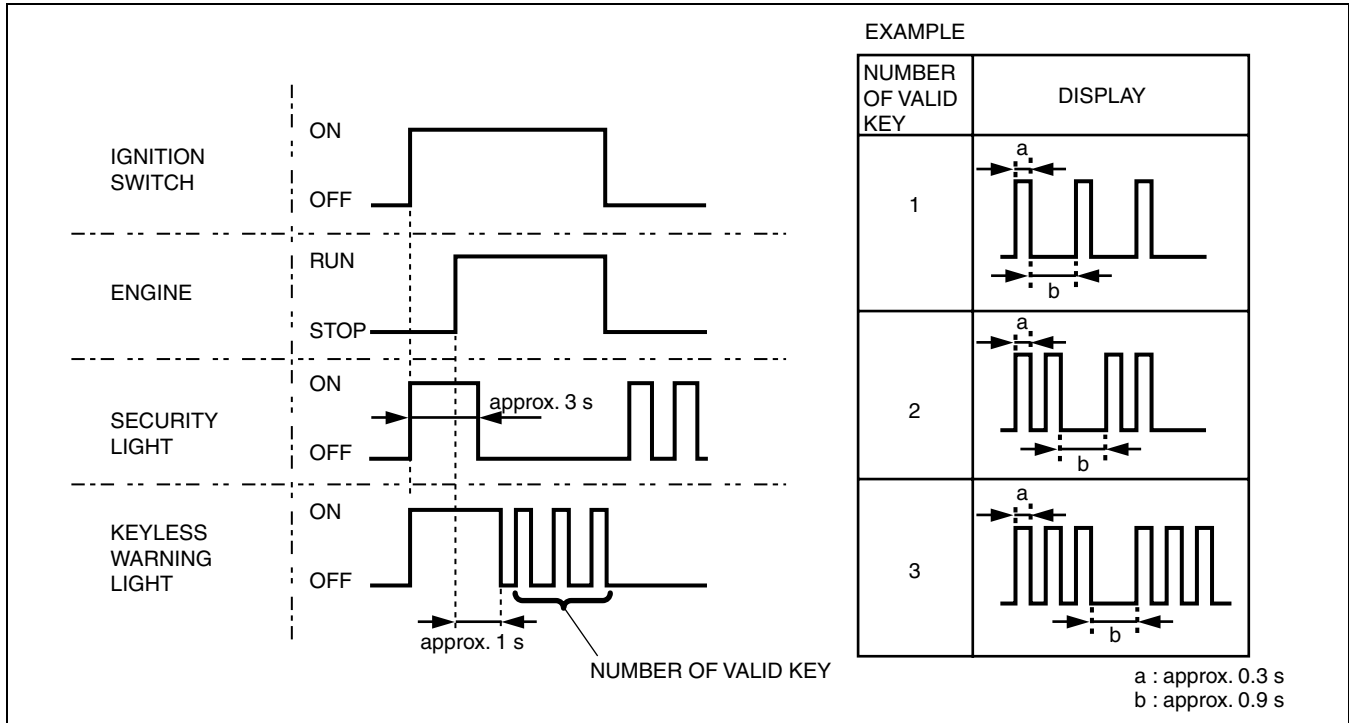 IGNITION
SWITCH
ON
OFF
ENGINE
RUN
STOP
SECURITY
LIGHT
ON
OFF
approx. 3 s
KEYLESS
WARNING
LIGHT
ON
OFF
approx. 1 s
NUMBER OF VALID KEY
EXAMPLE
NUMBER
OF VALID
KEY
DISPLAY
1
a
b
2
a
b
3
a
b
a : approx. 0.3 s
b : approx. 0.9 s